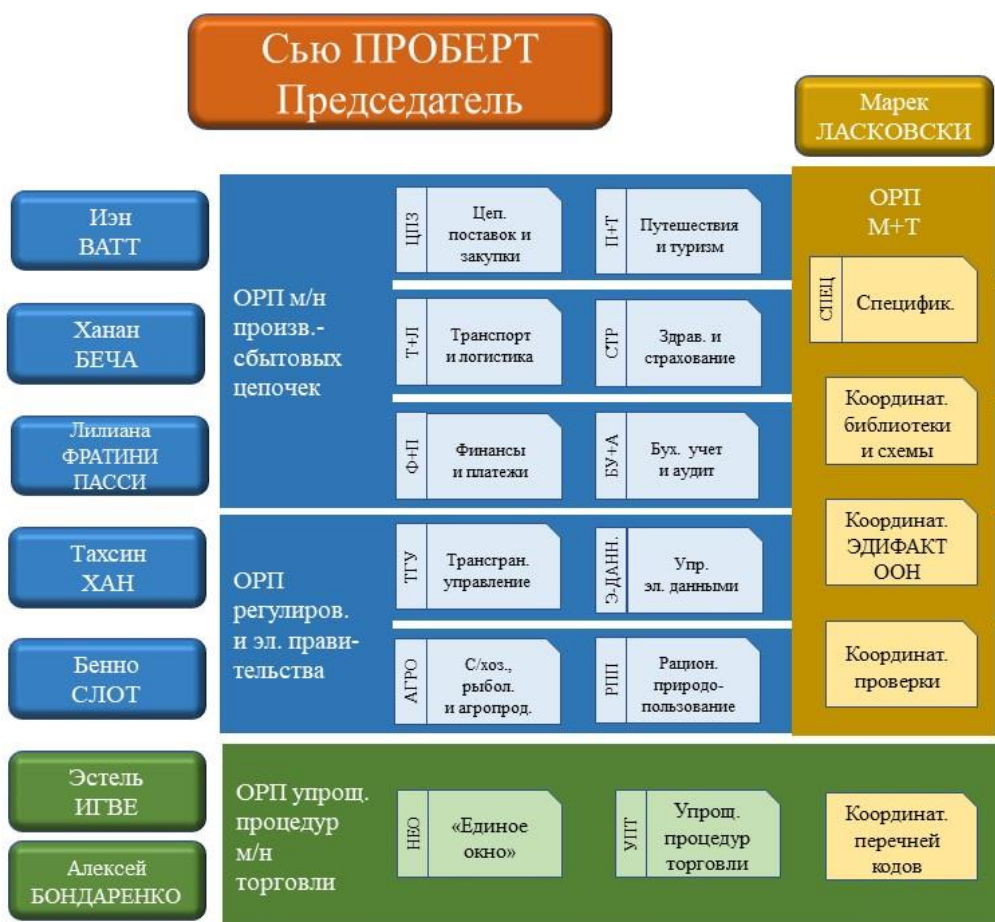 Сью ПРОБЕРТ
Председатель
Марек
ЛАСКОВСКИ
Иэн
ВАТТ
Ханан
БЕЧА
Лилиана
ФРАТИНИ
ПАССИ
Тахсин
ХАН
Бенно
СЛОТ
Эстель
ИГВЕ
Алексей
БОНДАРЕНКО
ОРП м/н
произв.-
сбытовых
цепочек
ЦПЗ
Цеп.
поставок и
закупки
П+Т
Путешествия
и туризм
Т+Л
Транспорт
и логистика
СТР
Здрав. и
страхование
Ф+П
Финансы
и платежи
БУ+А
Бух. учет
и аудит
ОРП
регулиров.
и эл. прави-
тельства
ТГУ
Трансгран.
управление
Э-ДАНН.
Упр.
эл. данными
АГРО
С/хоз.,
рыбол.
и агропрод.
РПП
Рацион.
природо-
пользование
ОРП
М+Т
СПЕЦ
Специфик.
Координат.
библиотеки
и схемы
Координат.
ЭДИФАКТ
ООН
Координат.
проверки
ОРП упрощ.
процедур
м/н
торговли
НЕО
«Единое
окно»
УПТ
Упрощ.
процедур
торговли
Координат.
перечней
кодов